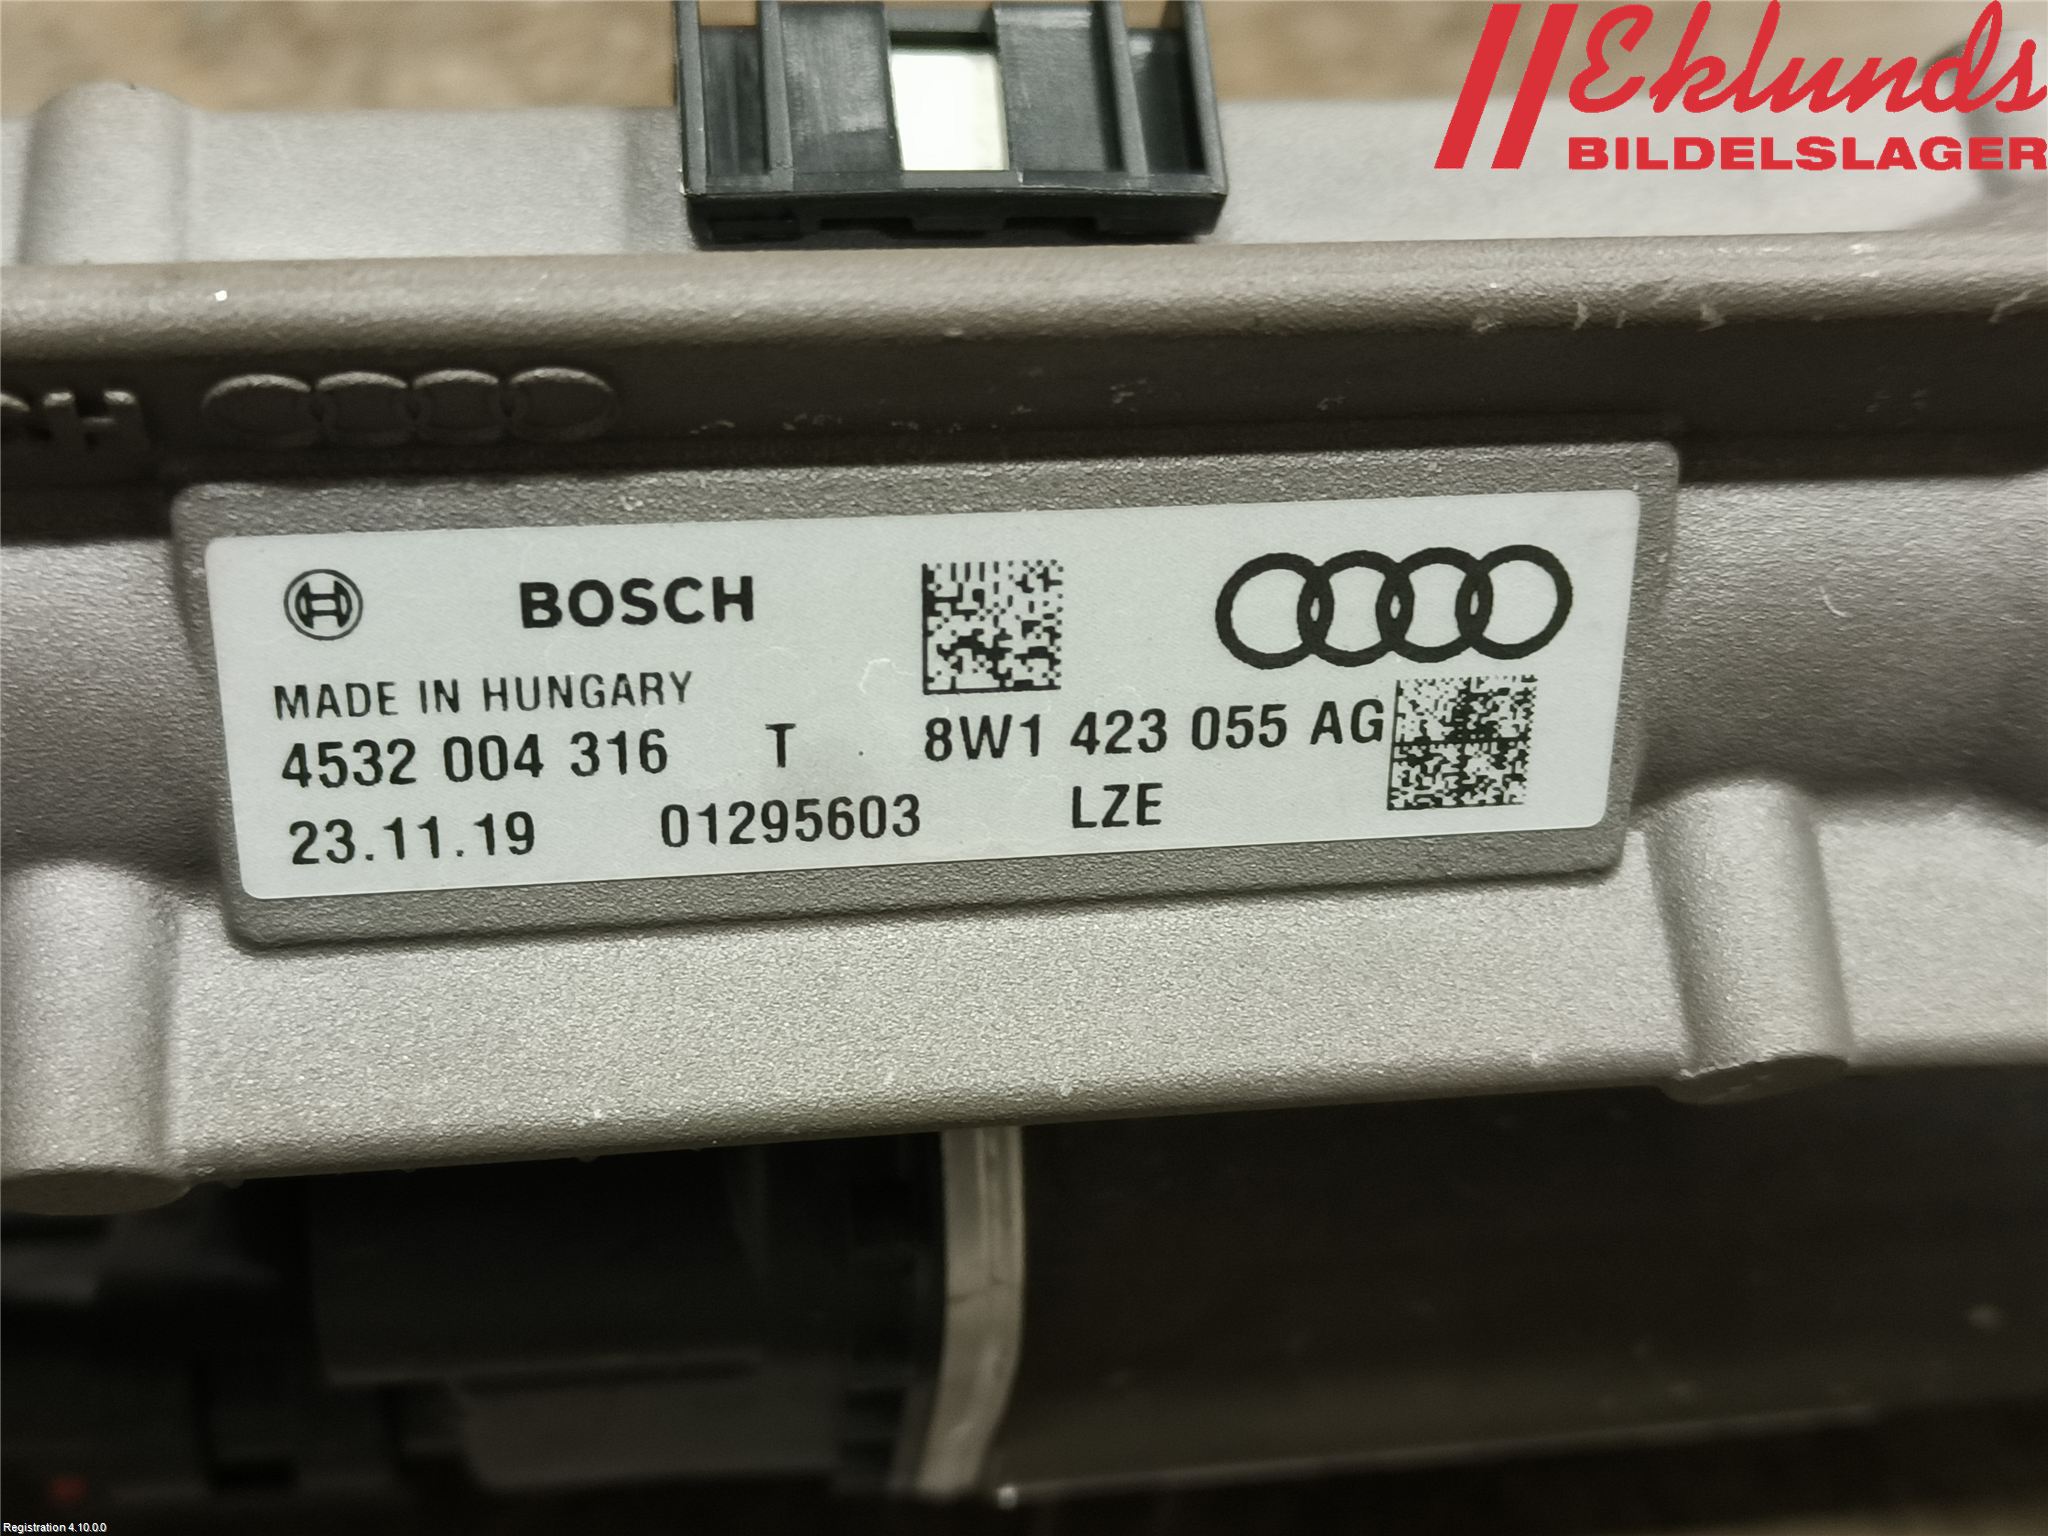 Eklunds
BILDELSLAGER
BOSCH
MADE IN HUNGARY
4532 004 316 T 8W1 423 055 AG
23.11.19 01295603 LZE
Registration 4.10.0.0